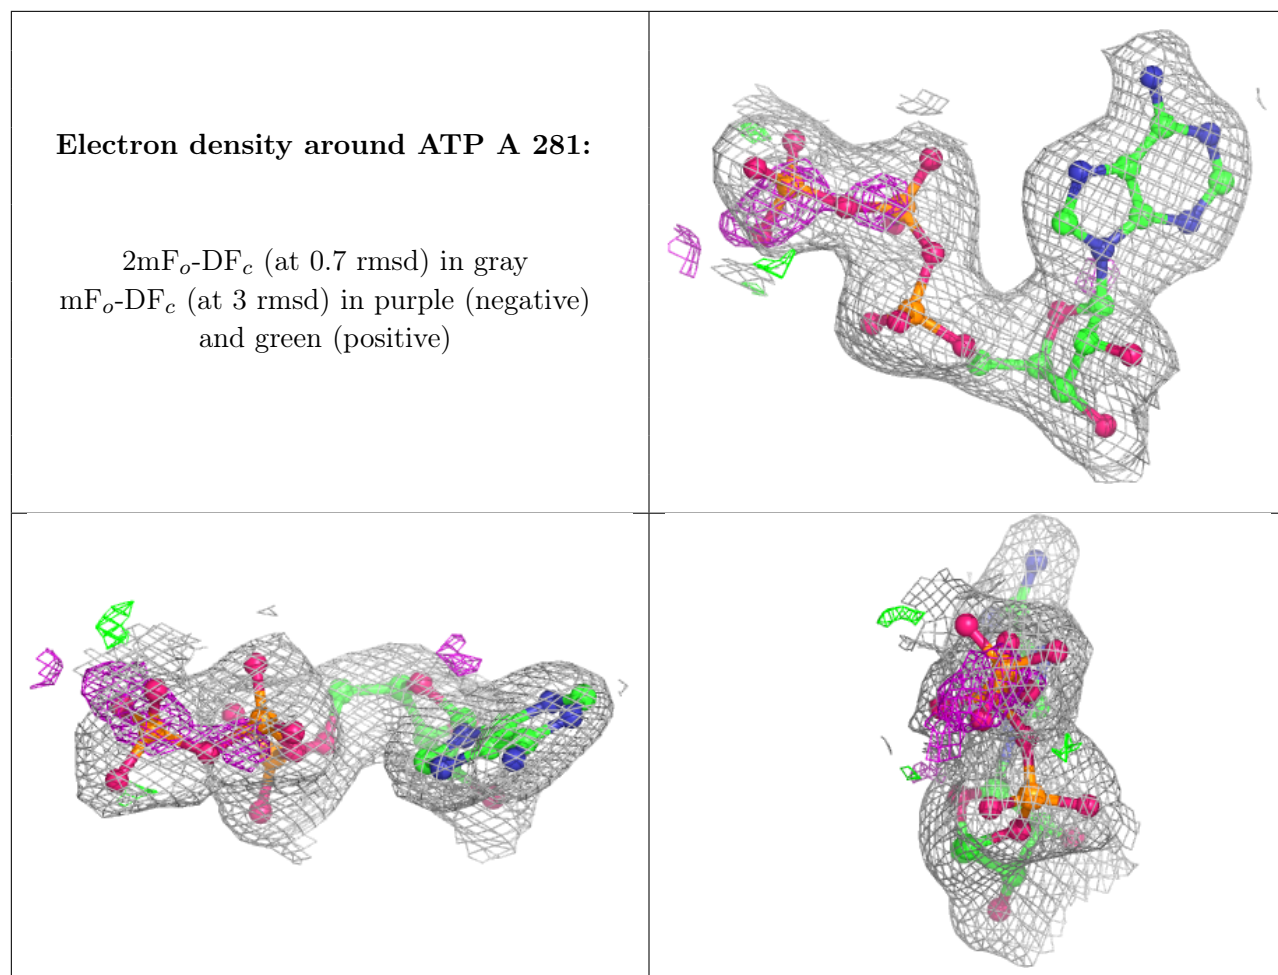 Electron density around ATP A 281:
2mFo-DFc (at 0.7 rmsd) in gray
mFo-DFc (at 3 rmsd) in purple (negative)
and green (positive)